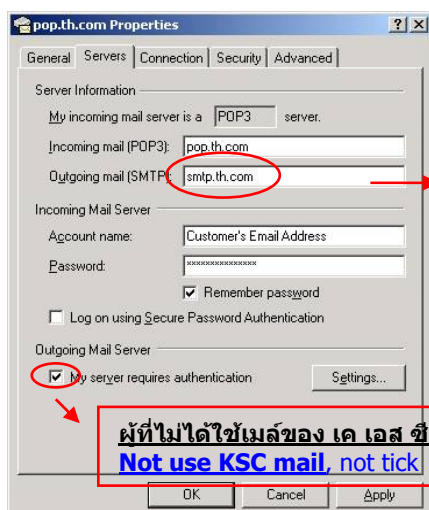 pop.th.com Properties
General Servers Connection Security Advanced
Server Information
My incoming mail server is a POP3 server.
Incoming mail (POP3): pop.th.com
Outgoing mail (SMTP): smtp.th.com
Incoming Mail Server
Account name: Customer's Email Address
Password: ***************
Remember password
Log on using Secure Password Authentication
Outgoing Mail Server
My server requires authentication Settings...
ผู้ที่ไม่ได้ใช้เมล์ของ เค เอส ซี
Not use KSC mail, not tick
OK Cancel Apply